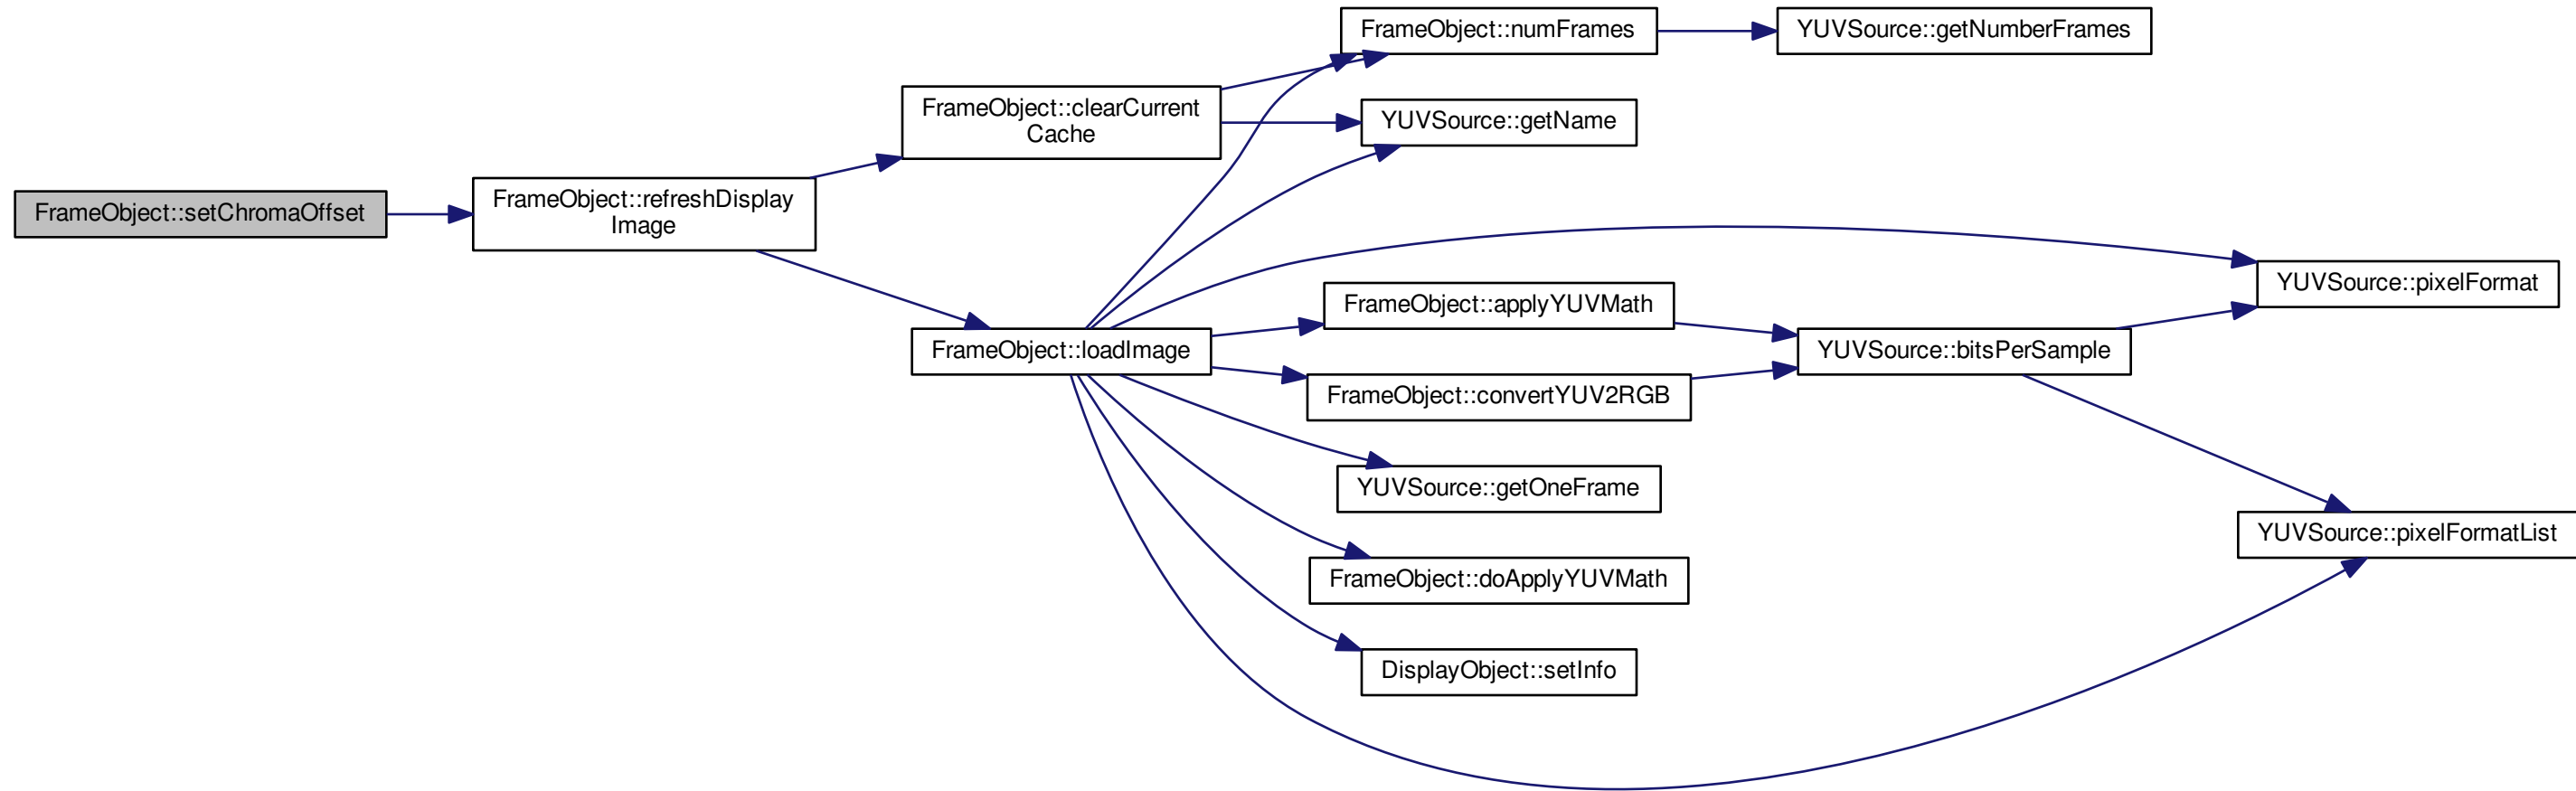 FrameObject::setChromaOffset
FrameObject::refreshDisplay
Image
FrameObject::clearCurrent
Cache
FrameObject::loadImage
FrameObject::numFrames
YUVSource::getName
FrameObject::applyYUVMath
FrameObject::convertYUV2RGB
YUVSource::getOneFrame
FrameObject::doApplyYUVMath
DisplayObject::setInfo
YUVSource::getNumberFrames
YUVSource::bitsPerSample
YUVSource::pixelFormat
YUVSource::pixelFormatList